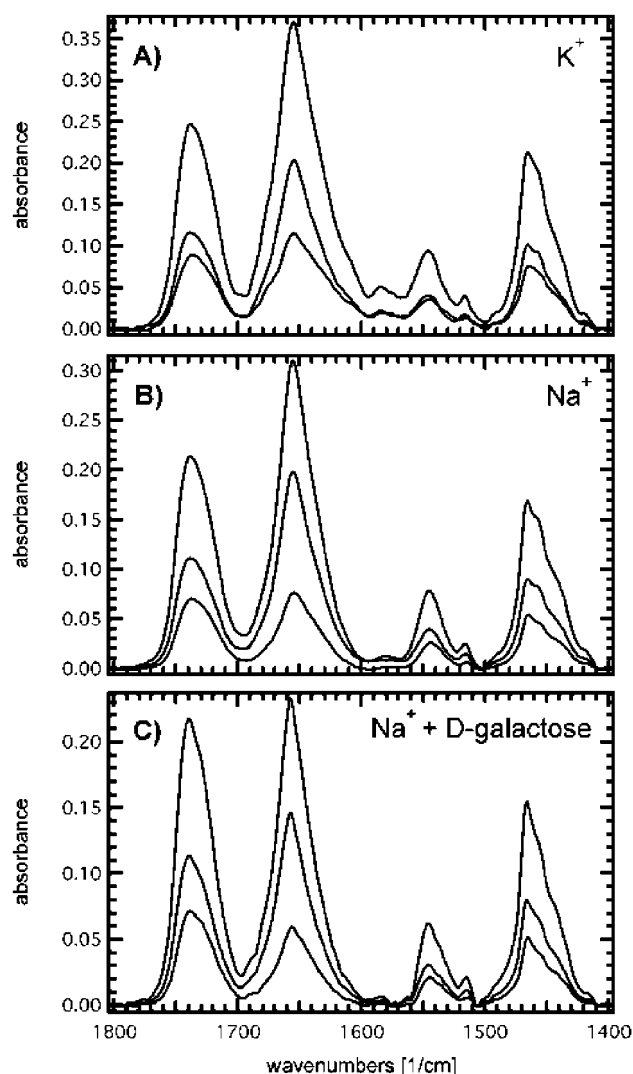 A)
K+
absorbance
0.35
0.30
0.25
0.20
0.15
0.10
0.05
0.00
B)
Na+
absorbance
0.30
0.25
0.20
0.15
0.10
0.05
0.00
C)
Na+ + D-galactose
absorbance
0.20
0.15
0.10
0.05
0.00
1800 1700 1600 1500 1400
wavenumbers [1/cm]